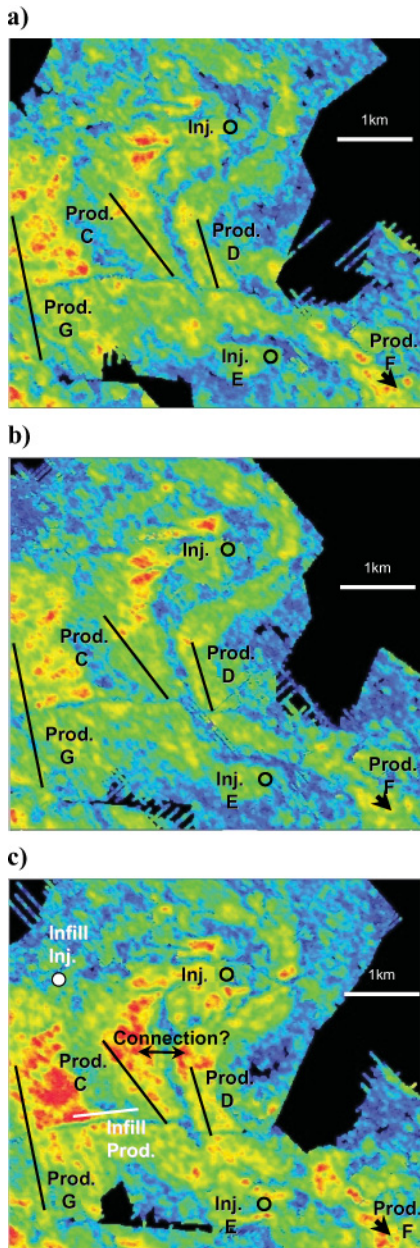 a)
Inj.
1km
Prod.
C
Prod.
D
Prod.
G
Inj.
E
Prod.
F
b)
Inj.
1km
Prod.
C
Prod.
D
Prod.
G
Inj.
E
Prod.
F
c)
Infill
Inj.
Inj.
1km
Connection?
Prod.
C
Prod.
D
Infill
Prod.
Prod.
G
Inj.
E
Prod.
F